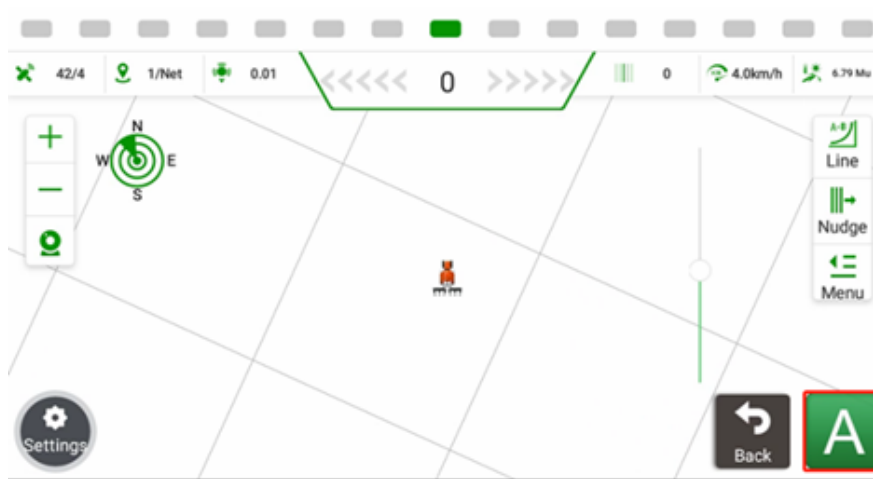 42/4 1/Net 0.01 <<<<< 0 >>>>> 0 4.0km/h 6.79 Mu
N
W E
S
A-B
Line
Nudge
Menu
Settings
Back
A